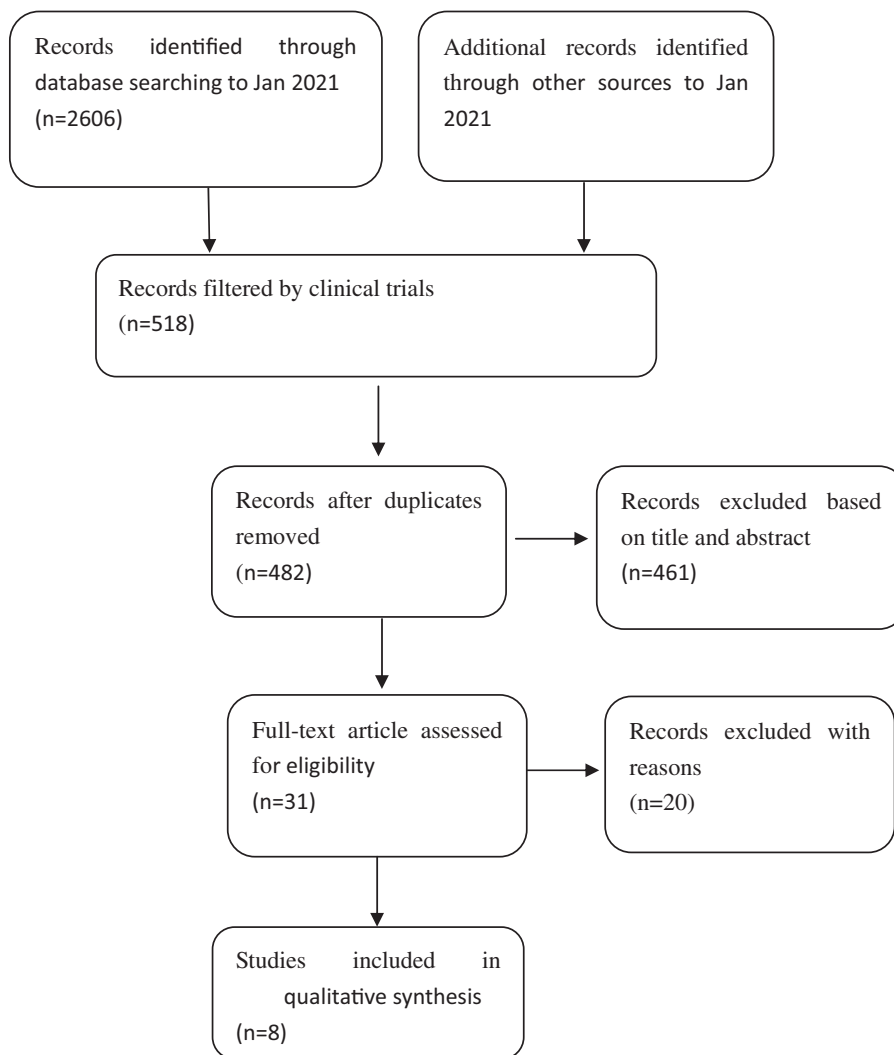 Records identified through
database searching to Jan 2021
(n=2606)
Additional records identified
through other sources to Jan
2021
Records filtered by clinical trials
(n=518)
Records after duplicates
removed
(n=482)
Records excluded based
on title and abstract
(n=461)
Full-text article assessed
for eligibility
(n=31)
Records excluded with
reasons
(n=20)
Studies included in
qualitative synthesis
(n=8)